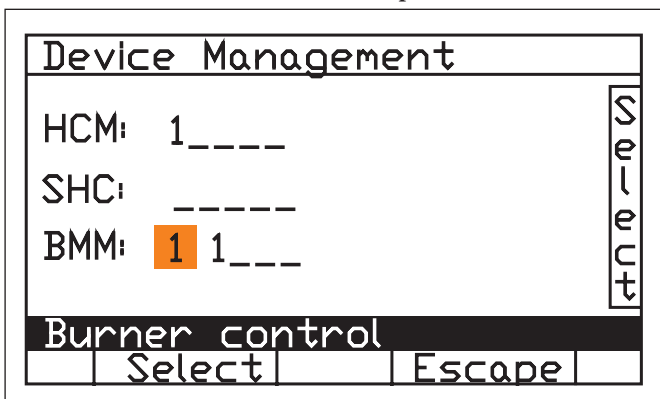 Device Management
HCM: 1____
SHC: _____
BMM: 1 1___
Select
Burner control
Select Escape